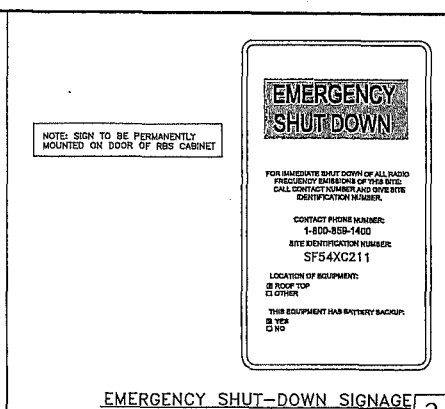 NOTE: SIGN TO BE PERMANENTLY
MOUNTED ON DOOR OF RBS CABINET
EMERGENCY
SHUT DOWN
FOR IMMEDIATE SHUT DOWN OF ALL RADIO
FREQUENCY EMISSIONS OF THIS SITE:
CALL CONTACT NUMBER AND GIVE SITE
IDENTIFICATION NUMBER.
CONTACT PHONE NUMBER:
1-800-859-1400
SITE IDENTIFICATION NUMBER:
SF54XC211
LOCATION OF EQUIPMENT:
ROOF TOP
OTHER
THIS EQUIPMENT HAS BATTERY BACKUP:
YES
NO
EMERGENCY SHUT-DOWN SIGNAGE